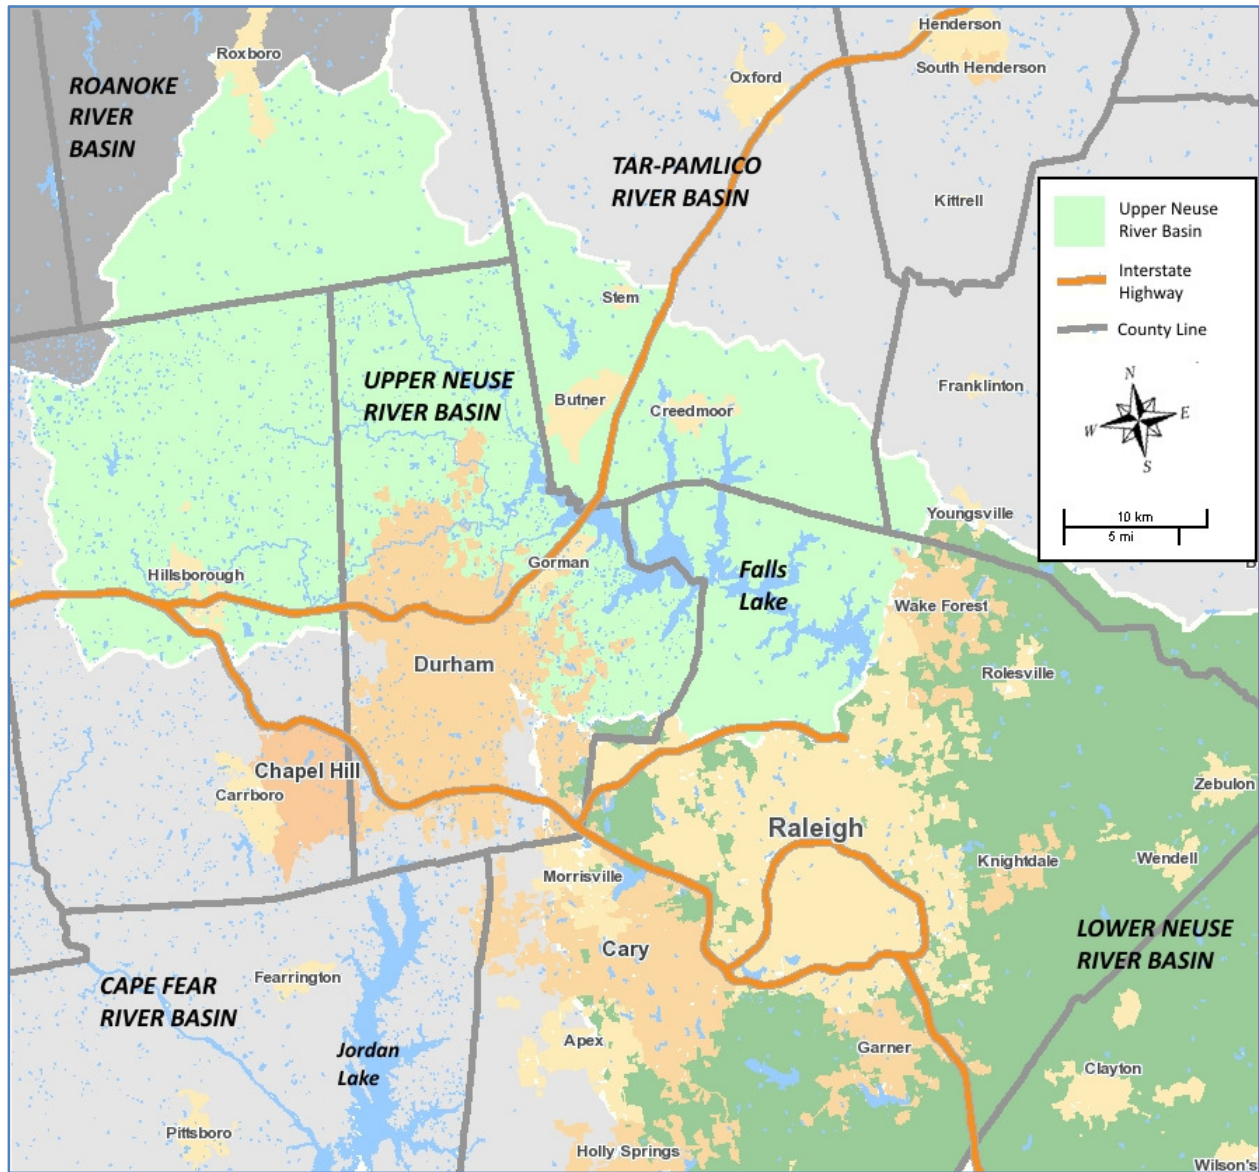 Henderson
Roxboro
South Henderson
Oxford
ROANOKE
RIVER
BASIN
TAR-PAMLICO
RIVER BASIN
Kittrell
Upper Neuse
River Basin
Interstate
Highway
County Line
N
E
W
S
10 km
5 mi
Stem
UPPER NEUSE
RIVER BASIN
Butner
Creedmoor
Franklinton
Youngsville
Hillsborough
Gorman
Falls
Lake
Wake Forest
Durham
Rolesville
Chapel Hill
Carrboro
Zebulon
Raleigh
Knightdale
Wendell
Morrisville
Cary
LOWER NEUSE
RIVER BASIN
Fearrington
CAPE FEAR
RIVER BASIN
Jordan
Lake
Apex
Garner
Clayton
Pittsboro
Holly Springs
Wilson's